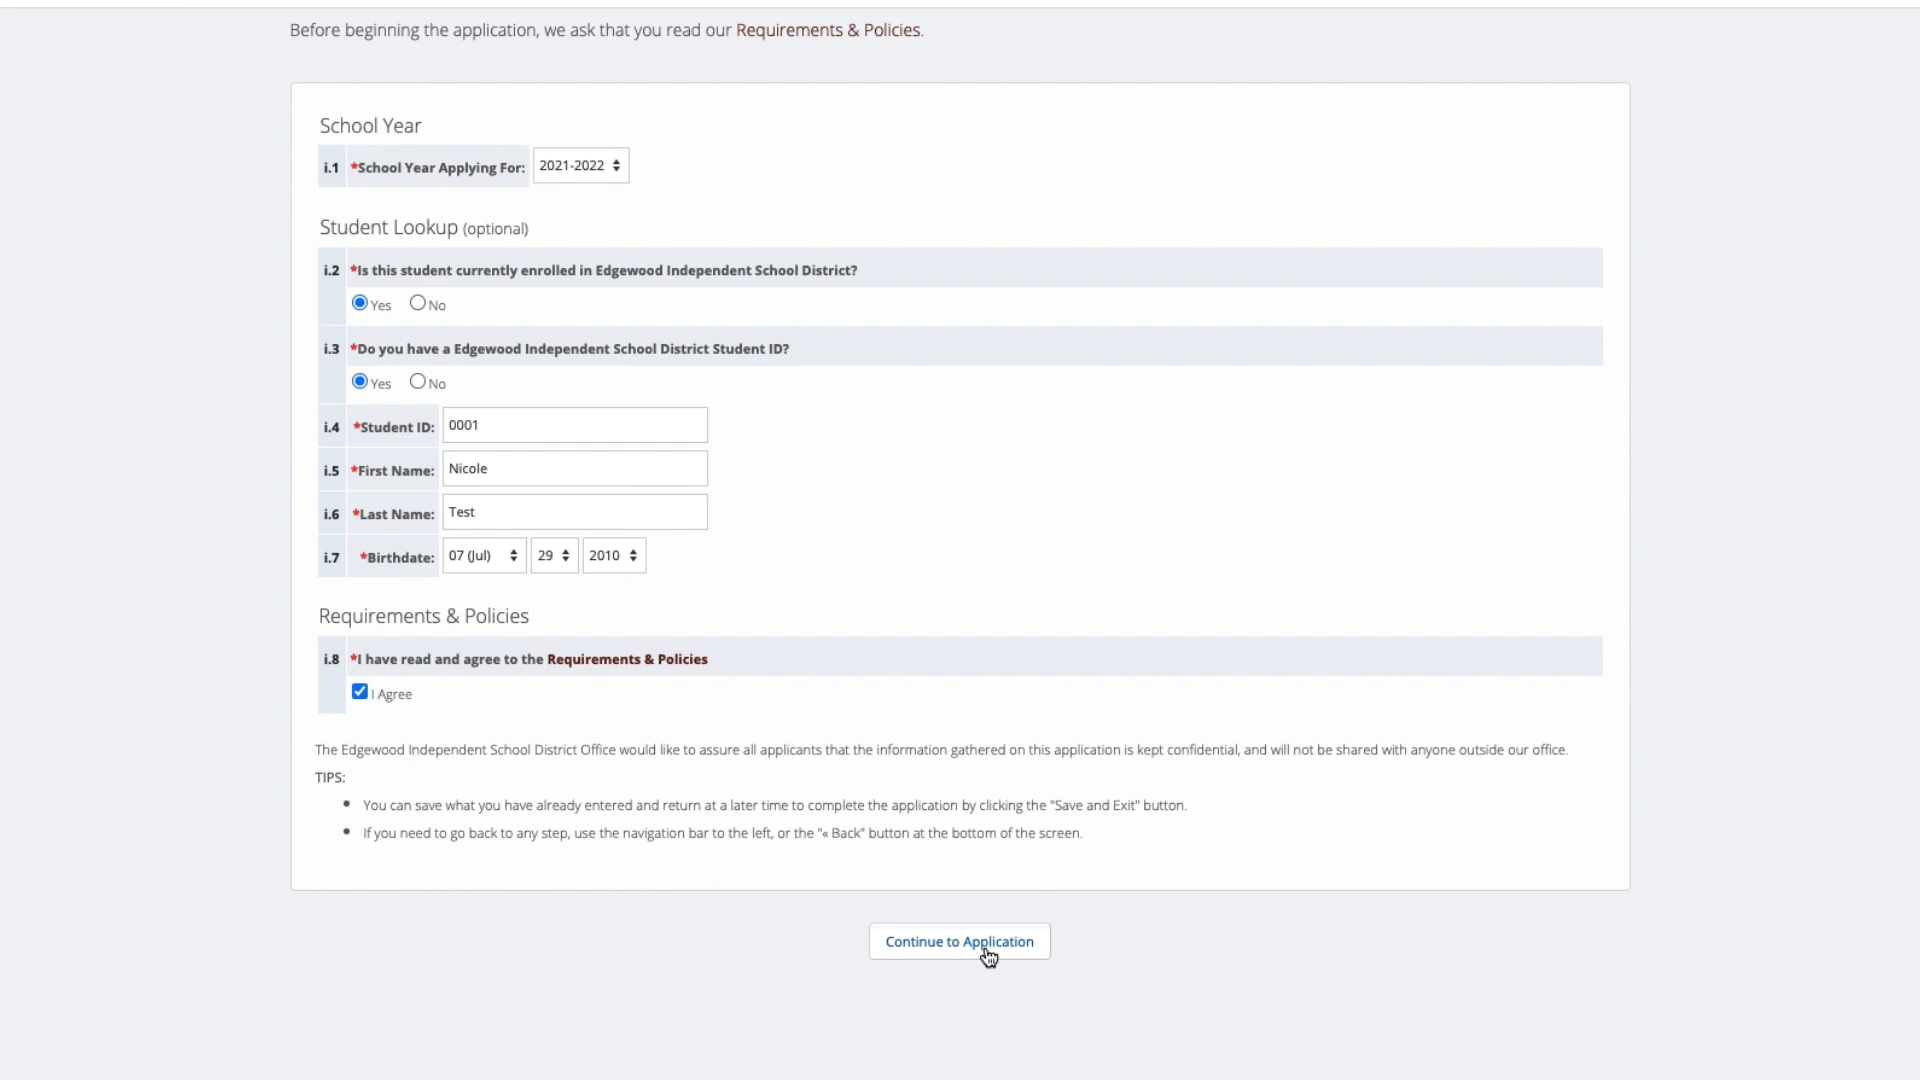 Before beginning the application, we ask that you read our Requirements & Policies.
School Year
i.1 *School Year Applying For: 2021-2022
Student Lookup (optional)
i.2 *Is this student currently enrolled in Edgewood Independent School District?
Yes No
i.3 *Do you have a Edgewood Independent School District Student ID?
Yes No
i.4 *Student ID: 0001
i.5 *First Name: Nicole
i.6 *Last Name: Test
i.7 *Birthdate: 07 (Jul) 29 2010
Requirements & Policies
i.8 *I have read and agree to the Requirements & Policies
I Agree
The Edgewood Independent School District Office would like to assure all applicants that the information gathered on this application is kept confidential, and will not be shared with anyone outside our office.
TIPS:
• You can save what you have already entered and return at a later time to complete the application by clicking the "Save and Exit" button.
• If you need to go back to any step, use the navigation bar to the left, or the "« Back" button at the bottom of the screen.
Continue to Application